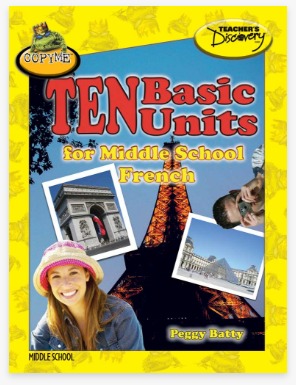 COPYME
TEACHER'S
Discovery
TEN Basic
Units
for Middle School
French
Peggy Batty
MIDDLE SCHOOL